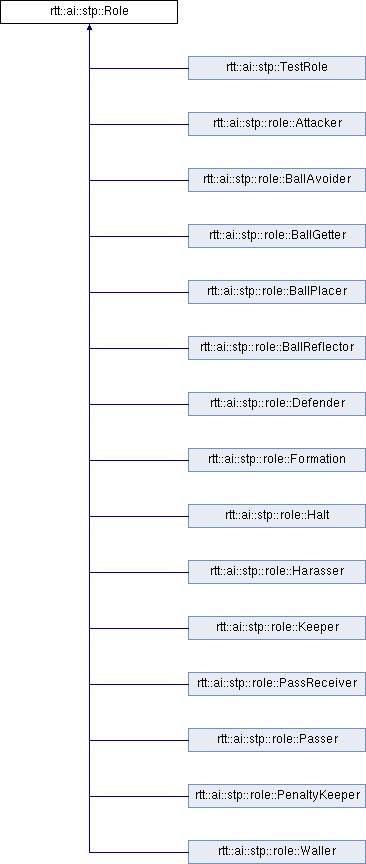 rtt::ai::stp::Role
rtt::ai::stp::TestRole
rtt::ai::stp::role::Attacker
rtt::ai::stp::role::BallAvoider
rtt::ai::stp::role::BallGetter
rtt::ai::stp::role::BallPlacer
rtt::ai::stp::role::BallReflector
rtt::ai::stp::role::Defender
rtt::ai::stp::role::Formation
rtt::ai::stp::role::Halt
rtt::ai::stp::role::Harasser
rtt::ai::stp::role::Keeper
rtt::ai::stp::role::PassReceiver
rtt::ai::stp::role::Passer
rtt::ai::stp::role::PenaltyKeeper
rtt::ai::stp::role::Waller